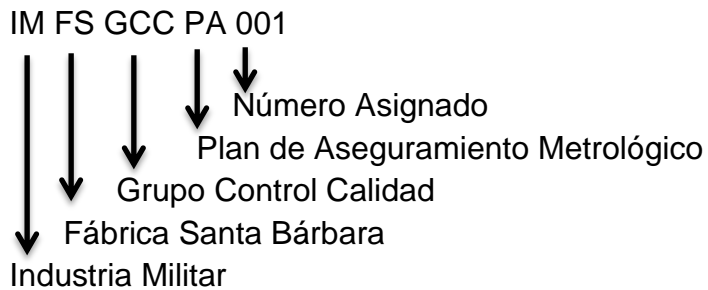 IM FS GCC PA 001
Número Asignado
Plan de Aseguramiento Metrológico
Grupo Control Calidad
Fábrica Santa Bárbara
Industria Militar